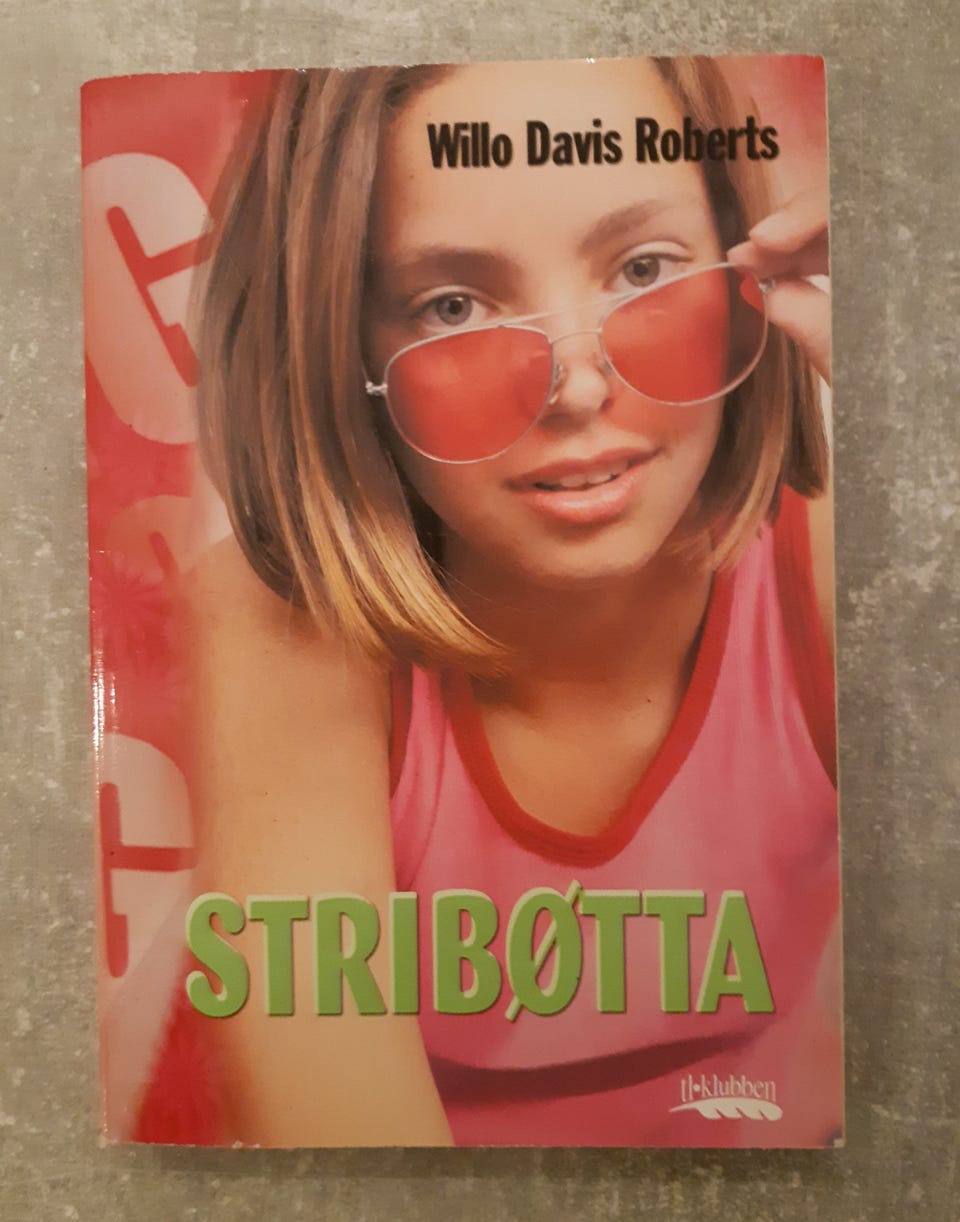 Willo Davis Roberts
STRIBØTTA
tl•klubben